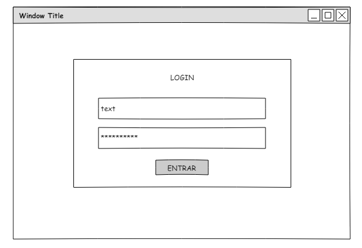 Window Title
LOGIN
text
**********
ENTRAR